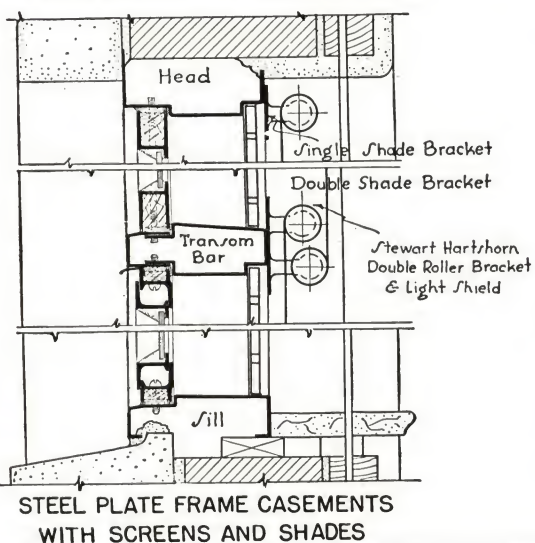 Head
Single Shade Bracket
Double Shade Bracket
Transom
Bar
Stewart Hartshorn
Double Roller Bracket
& Light Shield
Sill
STEEL PLATE FRAME CASEMENTS
WITH SCREENS AND SHADES